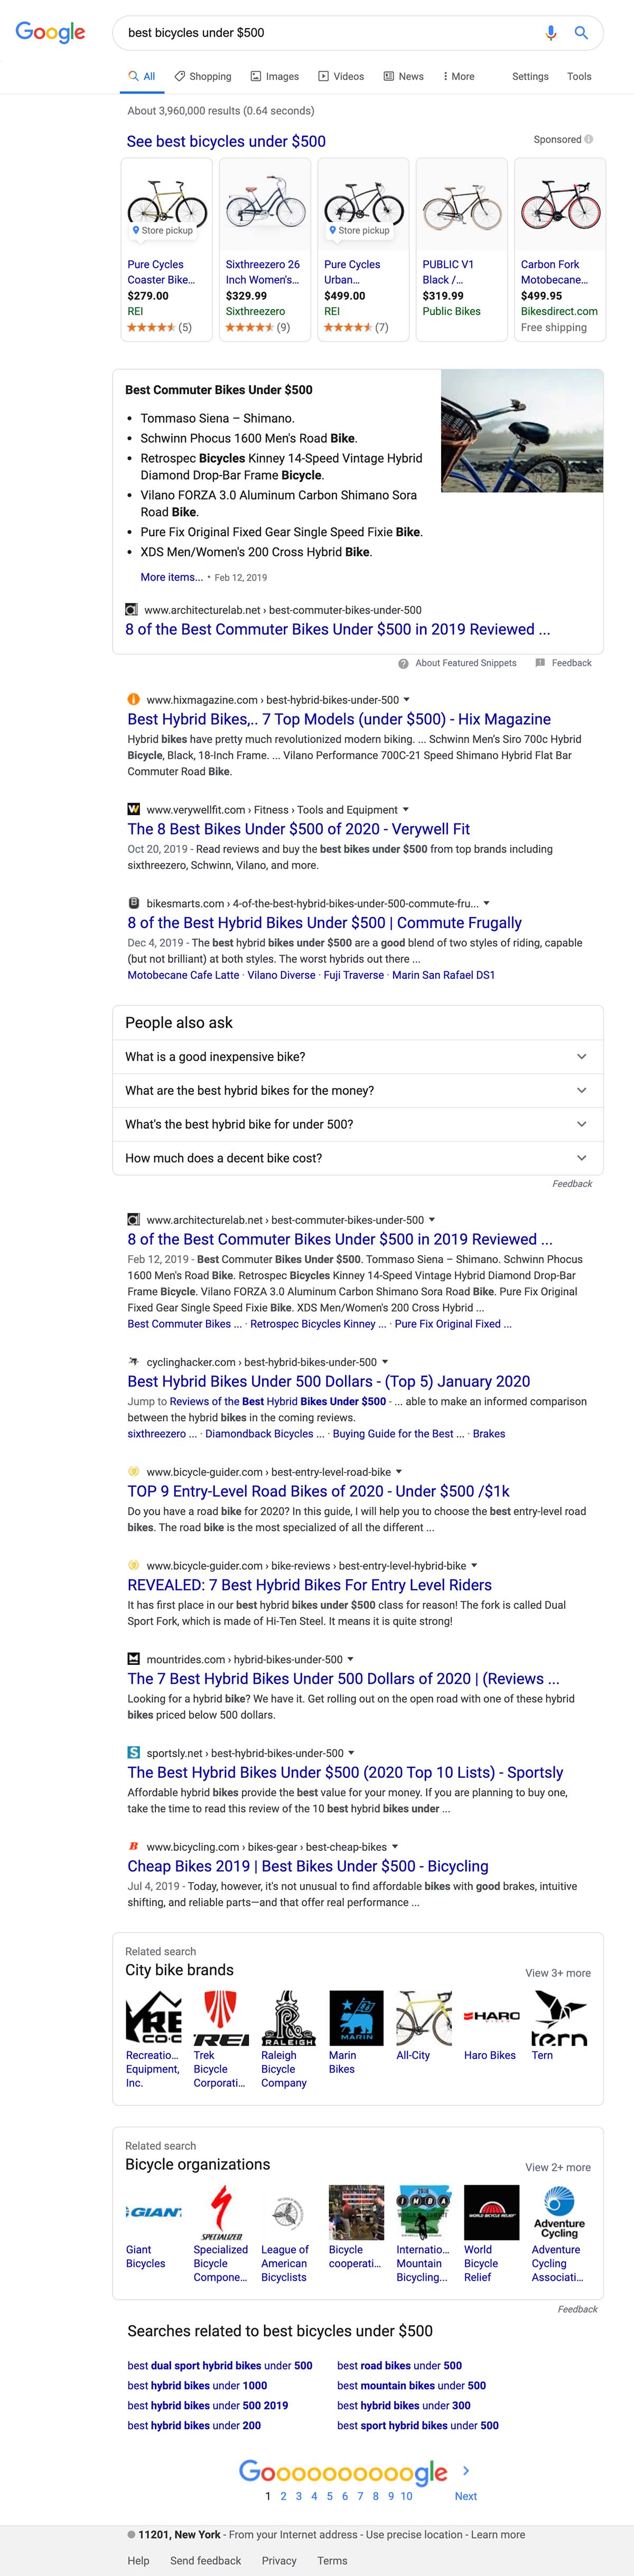 Google
best bicycles under $500
All Shopping Images Videos News More Settings Tools
About 3,960,000 results (0.64 seconds)
See best bicycles under $500
Sponsored
Store pickup
Pure Cycles
Coaster Bike...
$279.00
REI
(5)
Sixthreezero 26
Inch Women's...
$329.99
Sixthreezero
(9)
Store pickup
Pure Cycles
Urban...
$499.00
REI
(7)
PUBLIC V1
Black /...
$319.99
Public Bikes
Carbon Fork
Motobecane...
$499.95
Bikesdirect.com
Free shipping
Best Commuter Bikes Under $500
• Tommaso Siena – Shimano.
• Schwinn Phocus 1600 Men's Road Bike.
• Retrospec Bicycles Kinney 14-Speed Vintage Hybrid
Diamond Drop-Bar Frame Bicycle.
• Vilano FORZA 3.0 Aluminum Carbon Shimano Sora
Road Bike.
• Pure Fix Original Fixed Gear Single Speed Fixie Bike.
• XDS Men/Women's 200 Cross Hybrid Bike.
More items... • Feb 12, 2019
www.architecturelab.net › best-commuter-bikes-under-500
8 of the Best Commuter Bikes Under $500 in 2019 Reviewed ...
About Featured Snippets Feedback
www.hixmagazine.com › best-hybrid-bikes-under-500
Best Hybrid Bikes,.. 7 Top Models (under $500) - Hix Magazine
Hybrid bikes have pretty much revolutionized modern biking. ... Schwinn Men's Siro 700c Hybrid
Bicycle, Black, 18-Inch Frame. ... Vilano Performance 700C-21 Speed Shimano Hybrid Flat Bar
Commuter Road Bike.
www.verywellfit.com › Fitness › Tools and Equipment
The 8 Best Bikes Under $500 of 2020 - Verywell Fit
Oct 20, 2019 - Read reviews and buy the best bikes under $500 from top brands including
sixthreezero, Schwinn, Vilano, and more.
bikesmarts.com › 4-of-the-best-hybrid-bikes-under-500-commute-fru...
8 of the Best Hybrid Bikes Under $500 | Commute Frugally
Dec 4, 2019 - The best hybrid bikes under $500 are a good blend of two styles of riding, capable
(but not brilliant) at both styles. The worst hybrids out there ...
Motobecane Cafe Latte · Vilano Diverse · Fuji Traverse · Marin San Rafael DS1
People also ask
What is a good inexpensive bike?
What are the best hybrid bikes for the money?
What's the best hybrid bike for under 500?
How much does a decent bike cost?
Feedback
www.architecturelab.net › best-commuter-bikes-under-500
8 of the Best Commuter Bikes Under $500 in 2019 Reviewed ...
Feb 12, 2019 - Best Commuter Bikes Under $500. Tommaso Siena – Shimano. Schwinn Phocus
1600 Men's Road Bike. Retrospec Bicycles Kinney 14-Speed Vintage Hybrid Diamond Drop-Bar
Frame Bicycle. Vilano FORZA 3.0 Aluminum Carbon Shimano Sora Road Bike. Pure Fix Original
Fixed Gear Single Speed Fixie Bike. XDS Men/Women's 200 Cross Hybrid ...
Best Commuter Bikes ... · Retrospec Bicycles Kinney ... · Pure Fix Original Fixed ...
cyclinghacker.com › best-hybrid-bikes-under-500
Best Hybrid Bikes Under 500 Dollars - (Top 5) January 2020
Jump to Reviews of the Best Hybrid Bikes Under $500 - ... able to make an informed comparison
between the hybrid bikes in the coming reviews.
sixthreezero ... · Diamondback Bicycles ... · Buying Guide for the Best ... · Brakes
www.bicycle-guider.com › best-entry-level-road-bike
TOP 9 Entry-Level Road Bikes of 2020 - Under $500 /$1k
Do you have a road bike for 2020? In this guide, I will help you to choose the best entry-level road
bikes. The road bike is the most specialized of all the different ...
www.bicycle-guider.com › bike-reviews › best-entry-level-hybrid-bike
REVEALED: 7 Best Hybrid Bikes For Entry Level Riders
It has first place in our best hybrid bikes under $500 class for reason! The fork is called Dual
Sport Fork, which is made of Hi-Ten Steel. It means it is quite strong!
mountrides.com › hybrid-bikes-under-500
The 7 Best Hybrid Bikes Under 500 Dollars of 2020 | (Reviews ...
Looking for a hybrid bike? We have it. Get rolling out on the open road with one of these hybrid
bikes priced below 500 dollars.
sportsly.net › best-hybrid-bikes-under-500
The Best Hybrid Bikes Under $500 (2020 Top 10 Lists) - Sportsly
Affordable hybrid bikes provide the best value for your money. If you are planning to buy one,
take the time to read this review of the 10 best hybrid bikes under ...
www.bicycling.com › bikes-gear › best-cheap-bikes
Cheap Bikes 2019 | Best Bikes Under $500 - Bicycling
Jul 4, 2019 - Today, however, it's not unusual to find affordable bikes with good brakes, intuitive
shifting, and reliable parts—and that offer real performance ...
Related search
City bike brands
View 3+ more
RALEIGH
MARIN
HARO
tern
Recreatio...
Equipment,
Inc.
Trek
Bicycle
Corporati...
Raleigh
Bicycle
Company
Marin
Bikes
All-City
Haro Bikes
Tern
Related search
Bicycle organizations
View 2+ more
GIANT
SPECIALIZED
IMBA
WORLD BICYCLE RELIEF
Adventure
Cycling
Giant
Bicycles
Specialized
Bicycle
Compone...
League of
American
Bicyclists
Bicycle
cooperati...
Internatio...
Mountain
Bicycling...
World
Bicycle
Relief
Adventure
Cycling
Associati...
Feedback
Searches related to best bicycles under $500
best dual sport hybrid bikes under 500
best road bikes under 500
best hybrid bikes under 1000
best mountain bikes under 500
best hybrid bikes under 500 2019
best hybrid bikes under 300
best hybrid bikes under 200
best sport hybrid bikes under 500
Goooooooooogle
1 2 3 4 5 6 7 8 9 10 Next
11201, New York - From your Internet address - Use precise location - Learn more
Help Send feedback Privacy Terms